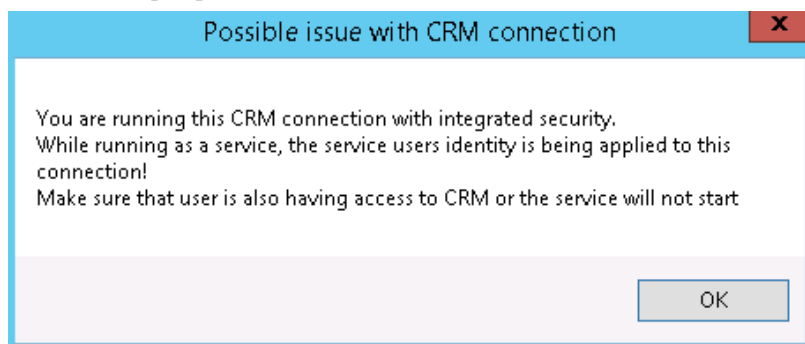 Possible issue with CRM connection
X
You are running this CRM connection with integrated security.
While running as a service, the service users identity is being applied to this
connection!
Make sure that user is also having access to CRM or the service will not start
OK